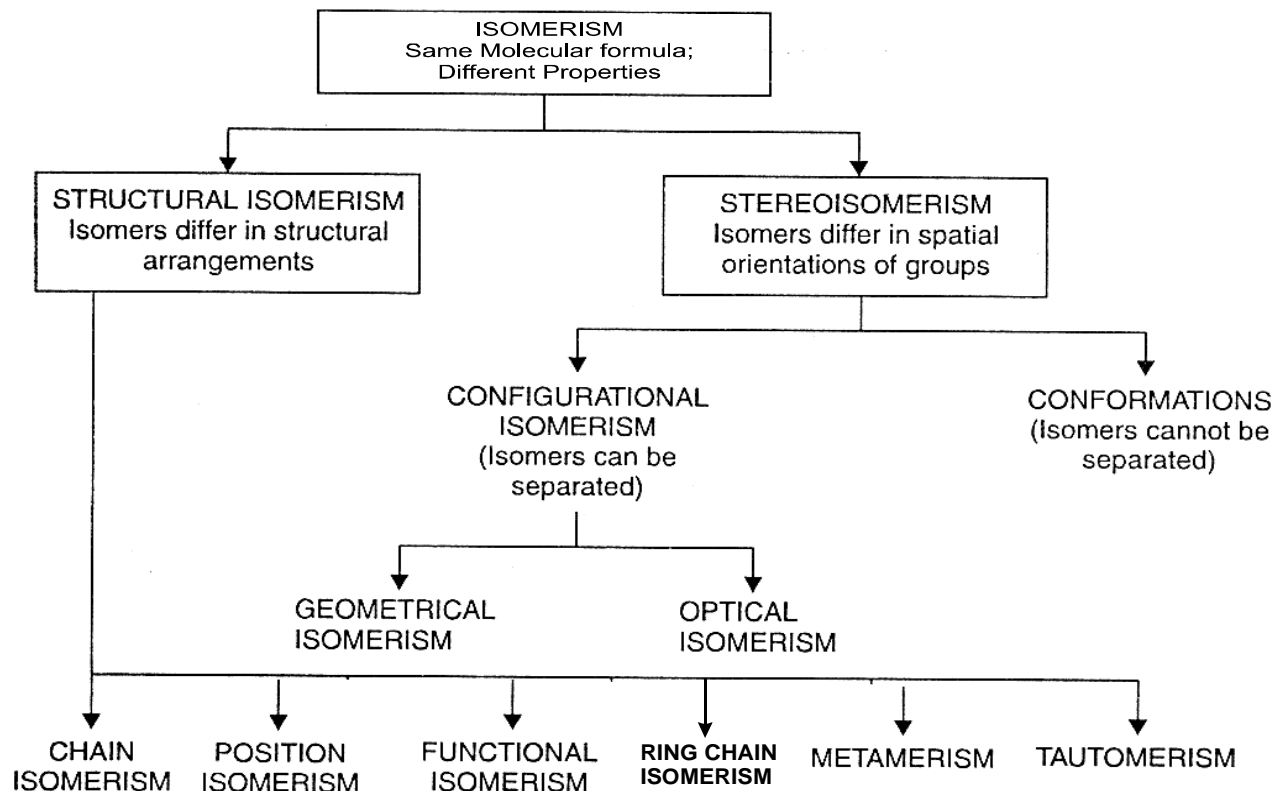 ISOMERISM
Same Molecular formula;
Different Properties
STRUCTURAL ISOMERISM
Isomers differ in structural
arrangements
STEREOISOMERISM
Isomers differ in spatial
orientations of groups
CONFIGURATIONAL
ISOMERISM
(Isomers can be
separated)
CONFORMATIONS
(Isomers cannot be
separated)
GEOMETRICAL
ISOMERISM
OPTICAL
ISOMERISM
CHAIN
ISOMERISM
POSITION
ISOMERISM
FUNCTIONAL
ISOMERISM
RING CHAIN
ISOMERISM
METAMERISM
TAUTOMERISM